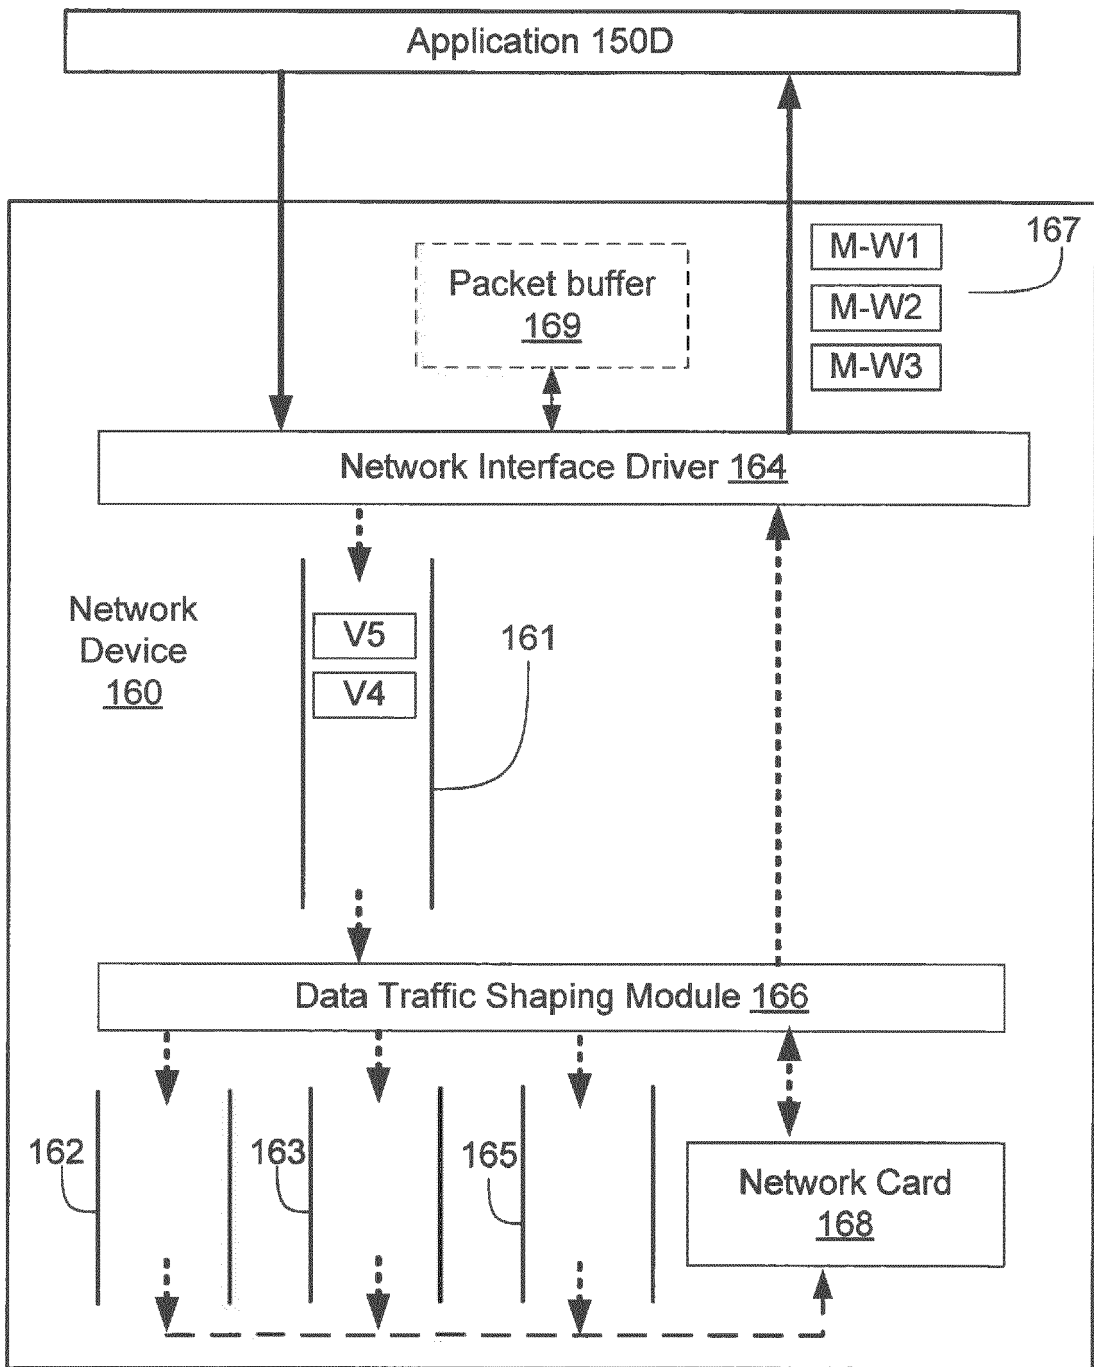 Application 150D
M-W1
167
Packet buffer
169
M-W2
M-W3
Network Interface Driver 164
Network
Device
160
V5
161
V4
Data Traffic Shaping Module 166
162
163
165
Network Card
168